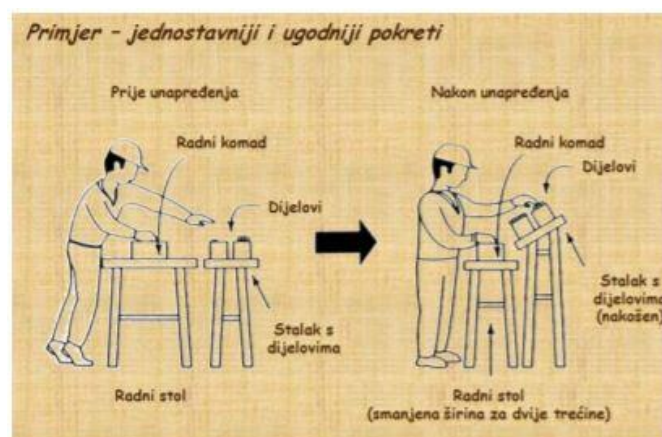 Primjer – jednostavniji i ugodniji pokreti
Prije unapređenja
Nakon unapređenja
Radni komad
Dijelovi
Stalak s
dijelovima
Radni stol
Radni komad
Dijelovi
Stalak s
dijelovima
(nakošen)
Radni stol
(smanjena širina za dvije trećine)